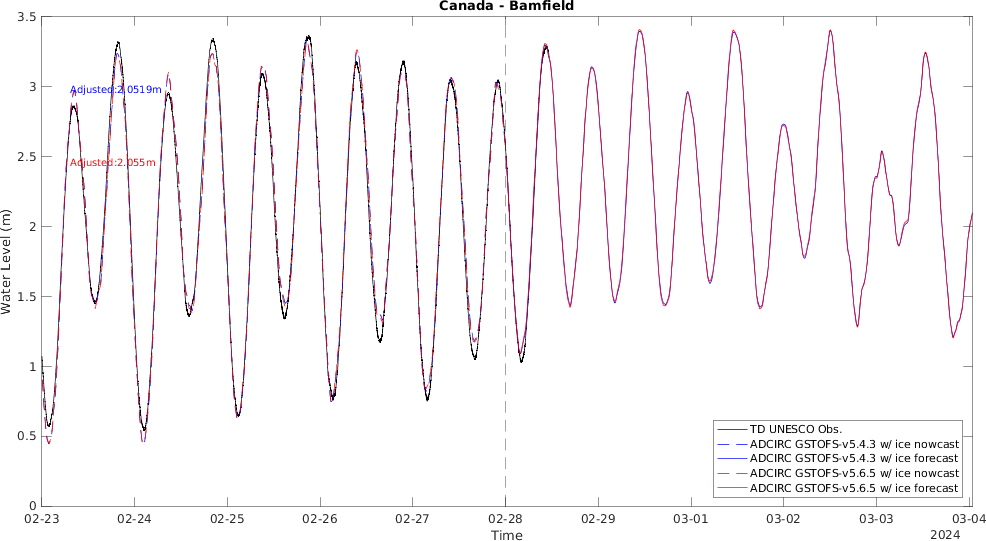 Canada - Bamfield
3.5
3
2.5
2
1.5
1
0.5
0
Water Level (m)
Adjusted:2.0519m
Adjusted:2.055m
TD UNESCO Obs.
ADCIRC GSTOFS-v5.4.3 w/ ice nowcast
ADCIRC GSTOFS-v5.4.3 w/ ice forecast
ADCIRC GSTOFS-v5.6.5 w/ ice nowcast
ADCIRC GSTOFS-v5.6.5 w/ ice forecast
02-23 02-24 02-25 02-26 02-27 02-28 02-29 03-01 03-02 03-03 03-04
Time
2024